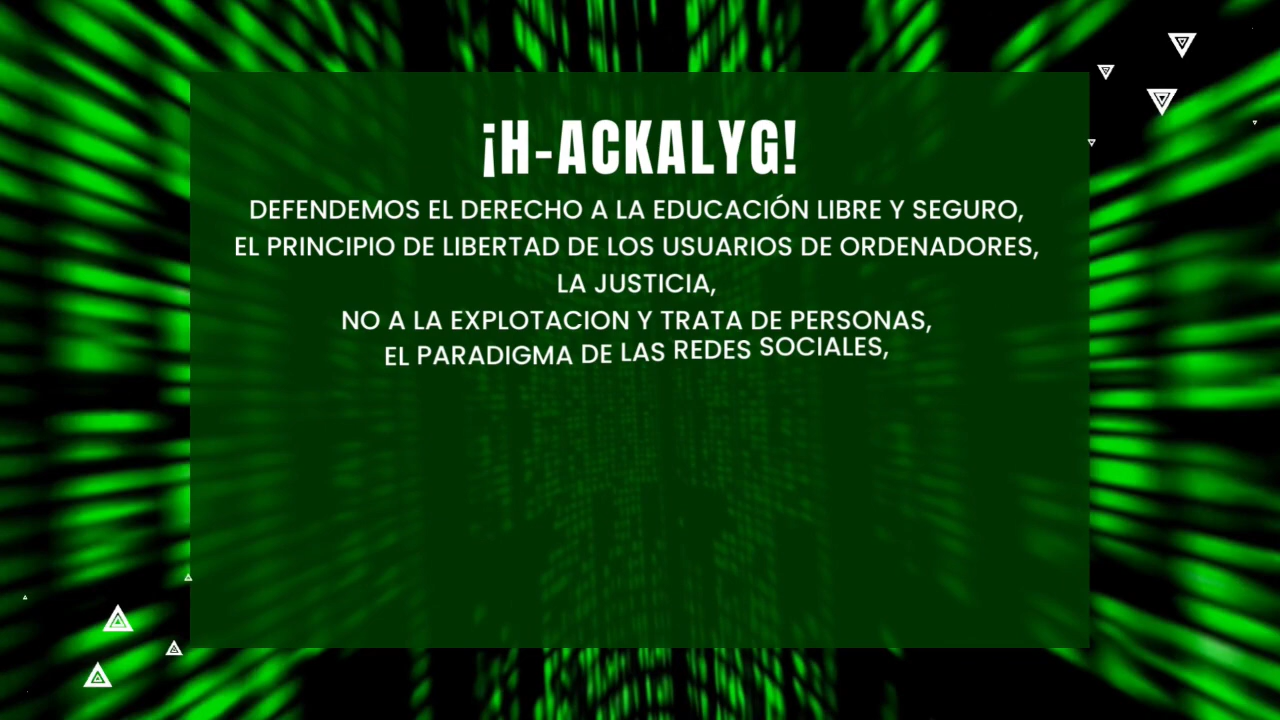 ¡H-ACKALYG!
DEFENDEMOS EL DERECHO A LA EDUCACIÓN LIBRE Y SEGURO,
EL PRINCIPIO DE LIBERTAD DE LOS USUARIOS DE ORDENADORES,
LA JUSTICIA,
NO A LA EXPLOTACION Y TRATA DE PERSONAS,
EL PARADIGMA DE LAS REDES SOCIALES,